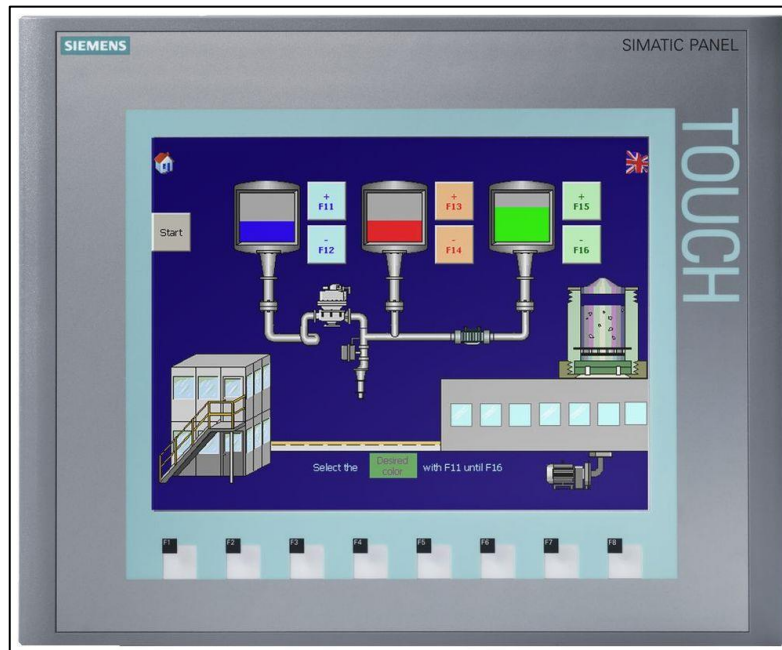 SIEMENS
SIMATIC PANEL
TOUCH
+
F11
+
F13
+
F15
Start
-
F12
-
F14
-
F16
Select the
Desired
color
with F11 until F16
F1
F2
F3
F4
F5
F6
F7
F8